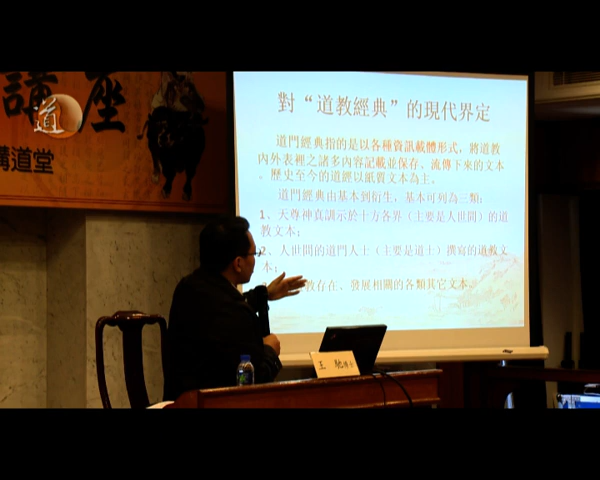 講座
道
講道堂
對“道教經典”的現代界定
道門經典指的是以各種資訊載體形式，將道教
內外表裡之諸多內容記載並保存、流傳下來的文本
。歷史至今的道經以紙質文本為主。
道門經典由基本到衍生，基本可列為三類：
1、天尊神真訓示於十方各界（主要是人世間）的道
教文本；
2、人世間的道門人士（主要是道士）撰寫的道教文
本；
教存在、發展相關的各類其它文本。
王 馳 博士